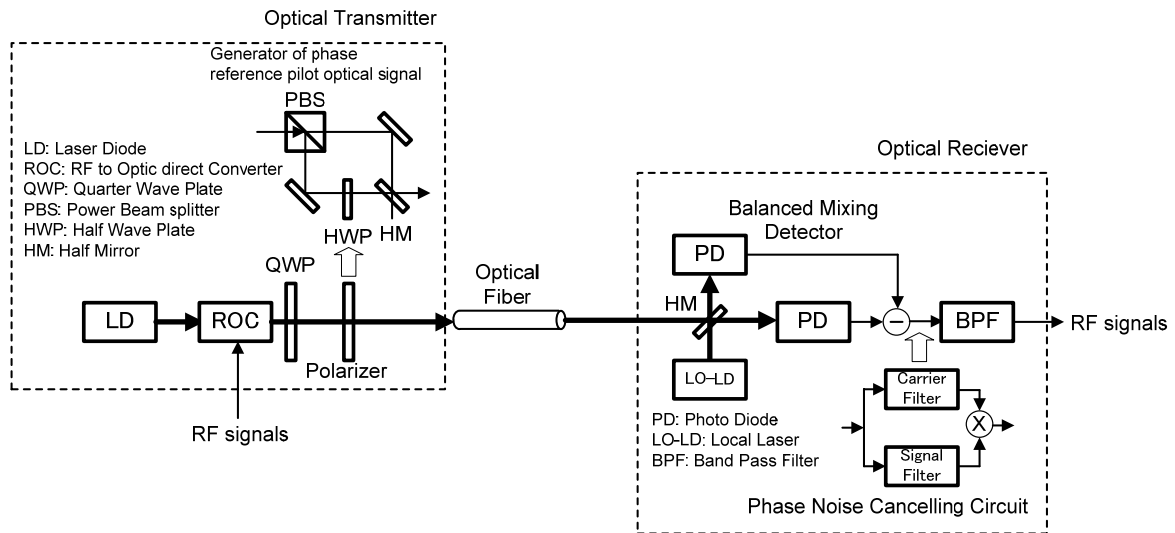 Optical Transmitter
Generator of phase
reference pilot optical signal
PBS
LD: Laser Diode
ROC: RF to Optic direct Converter
QWP: Quarter Wave Plate
PBS: Power Beam splitter
HWP: Half Wave Plate
HM: Half Mirror
HWP
HM
QWP
LD
ROC
Polarizer
RF signals
Optical
Fiber
Optical Reciever
Balanced Mixing
Detector
PD
HM
PD
−
BPF
RF signals
LO-LD
PD: Photo Diode
LO-LD: Local Laser
BPF: Band Pass Filter
Carrier
Filter
X
Signal
Filter
Phase Noise Cancelling Circuit